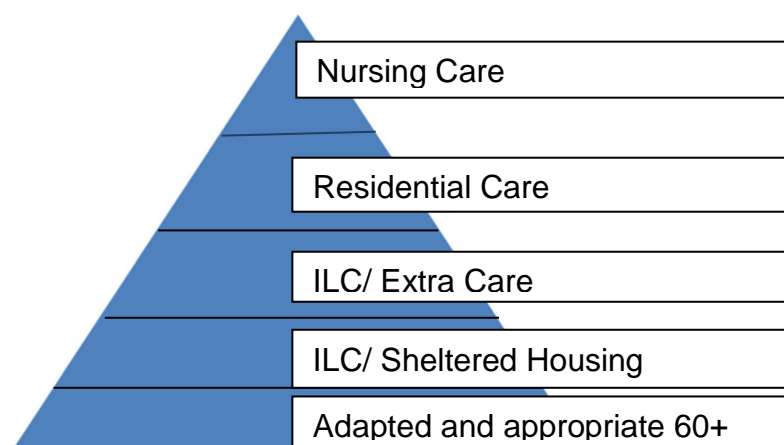 Nursing Care
Residential Care
ILC/ Extra Care
ILC/ Sheltered Housing
Adapted and appropriate 60+